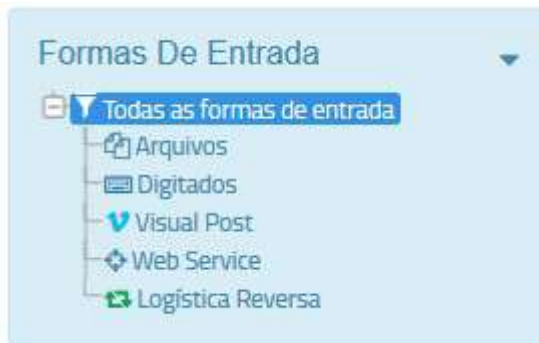 Formas De Entrada
Todas as formas de entrada
Arquivos
Digitados
Visual Post
Web Service
Logística Reversa